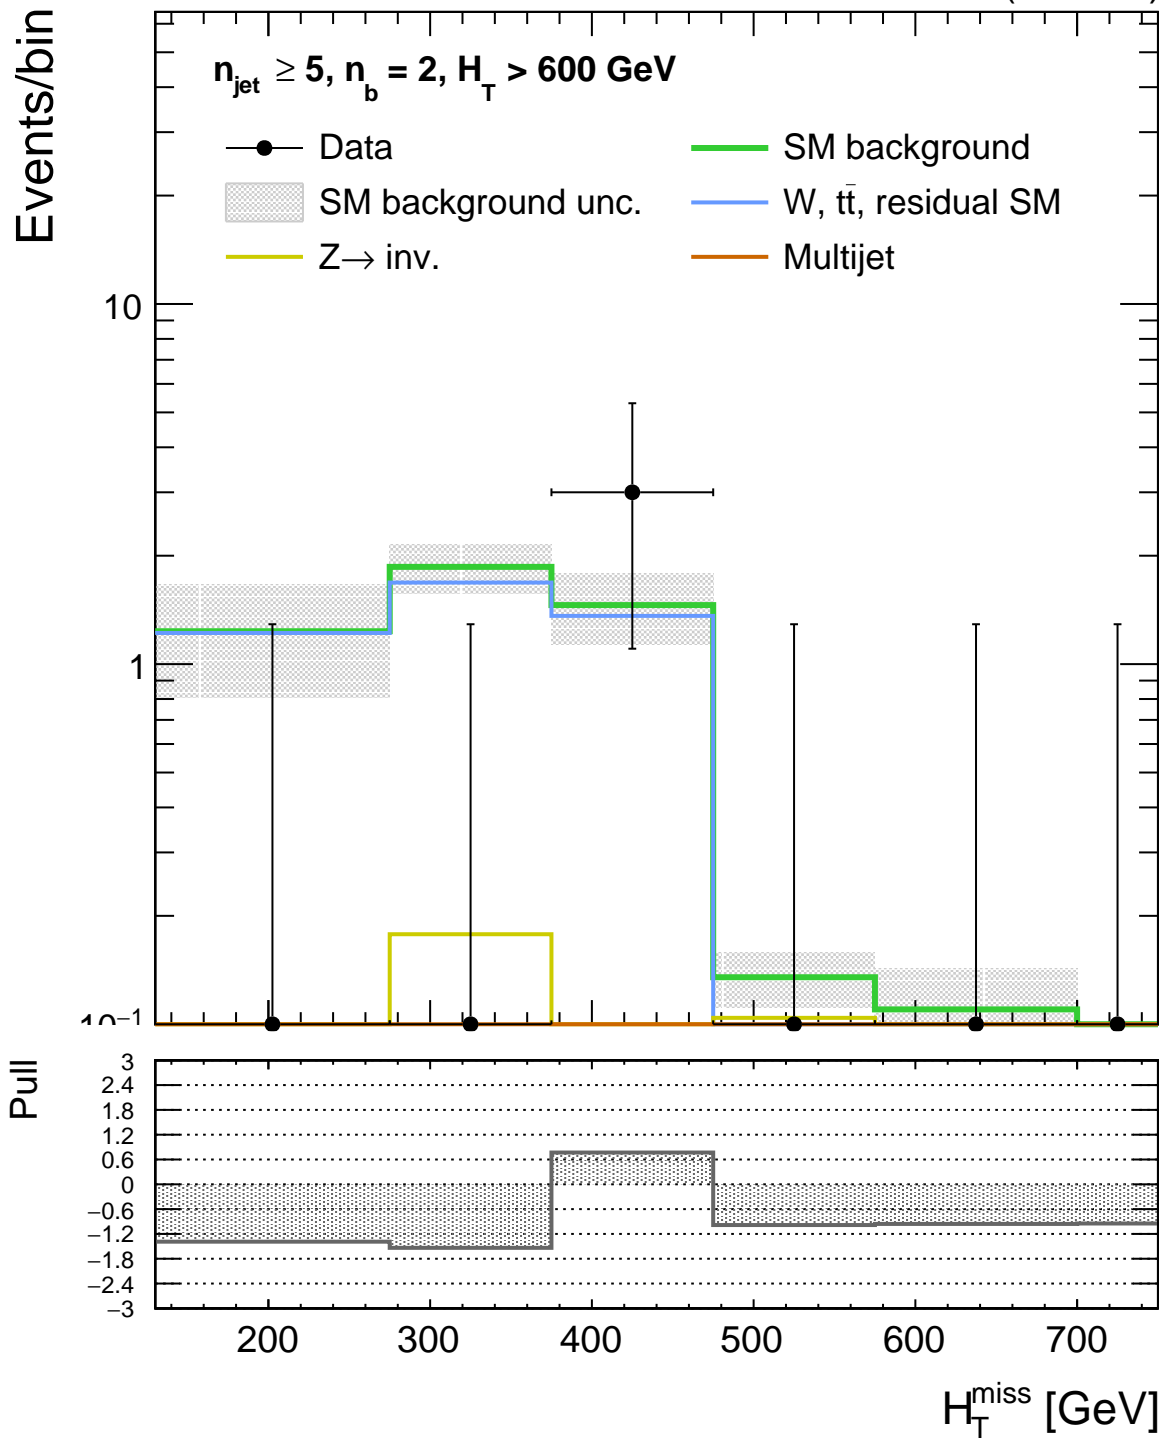 Events/bin
n_jet ≥ 5, n_b = 2, H_T > 600 GeV
Data
SM background
SM background unc.
W, tt̄, residual SM
Z→ inv.
Multijet
10
1
10⁻¹
Pull
3
2.4
1.8
1.2
0.6
0
−0.6
−1.2
−1.8
−2.4
−3
200 300 400 500 600 700
H_T^miss [GeV]